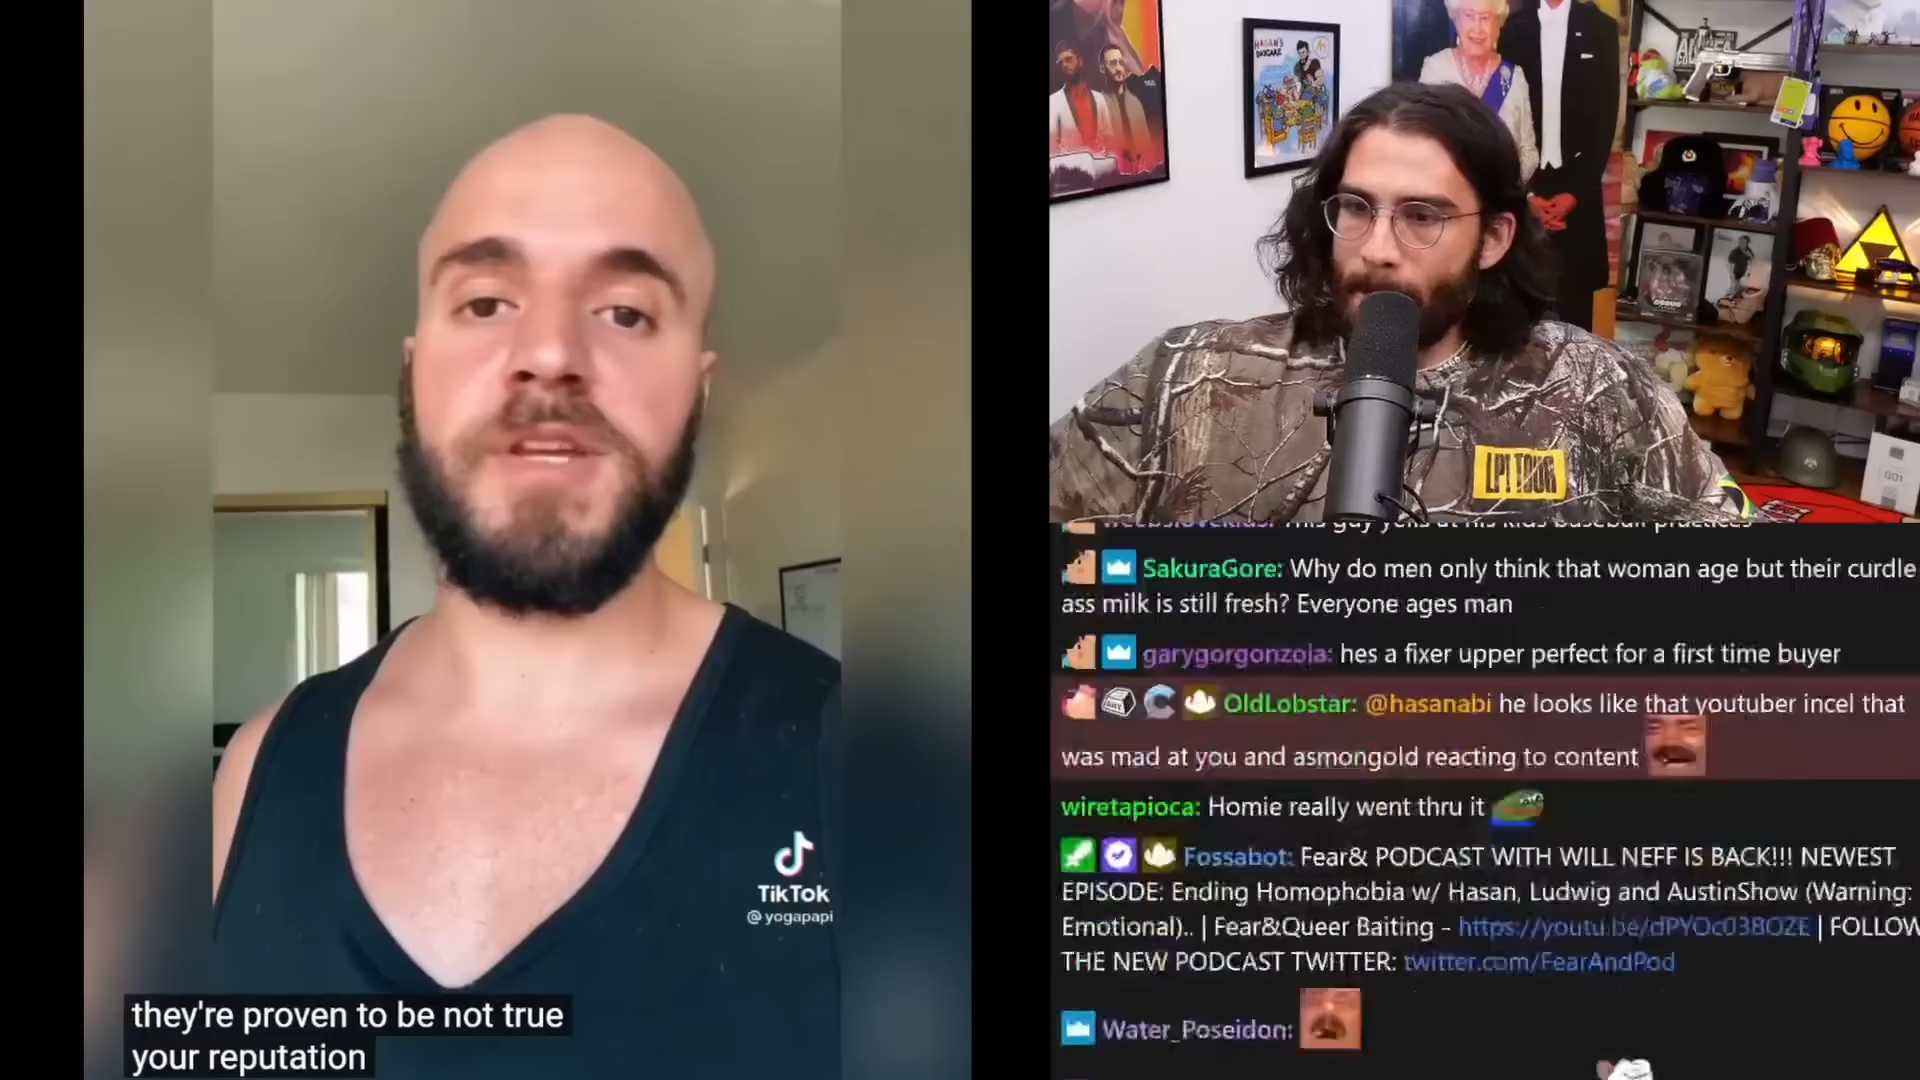 TikTok
@yogapapi
they're proven to be not true
your reputation
HASAN'S
DAYCARE
LPI TOUR
001
SakuraGore: Why do men only think that woman age but their curdle
ass milk is still fresh? Everyone ages man
garygorgonzola: hes a fixer upper perfect for a first time buyer
OldLobstar: @hasanabi he looks like that youtuber incel that
was mad at you and asmongold reacting to content
wiretapioca: Homie really went thru it
Fossabot: Fear& PODCAST WITH WILL NEFF IS BACK!!! NEWEST
EPISODE: Ending Homophobia w/ Hasan, Ludwig and AustinShow (Warning:
Emotional).. | Fear&Queer Baiting - https://youtu.be/dPYOc038OZE | FOLLOW
THE NEW PODCAST TWITTER: twitter.com/FearAndPod
Water_Poseidon: